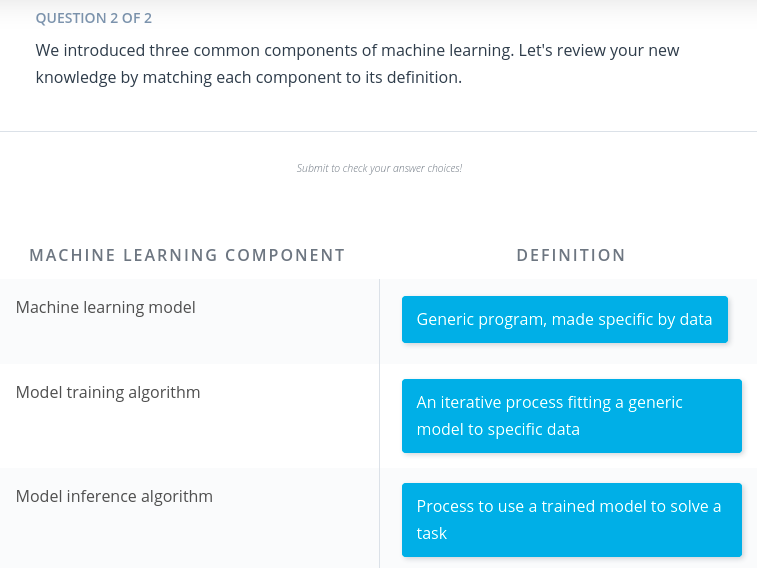 QUESTION 2 OF 2
We introduced three common components of machine learning. Let's review your new
knowledge by matching each component to its definition.
Submit to check your answer choices!
MACHINE LEARNING COMPONENT
DEFINITION
Machine learning model
Generic program, made specific by data
Model training algorithm
An iterative process fitting a generic
model to specific data
Model inference algorithm
Process to use a trained model to solve a
task